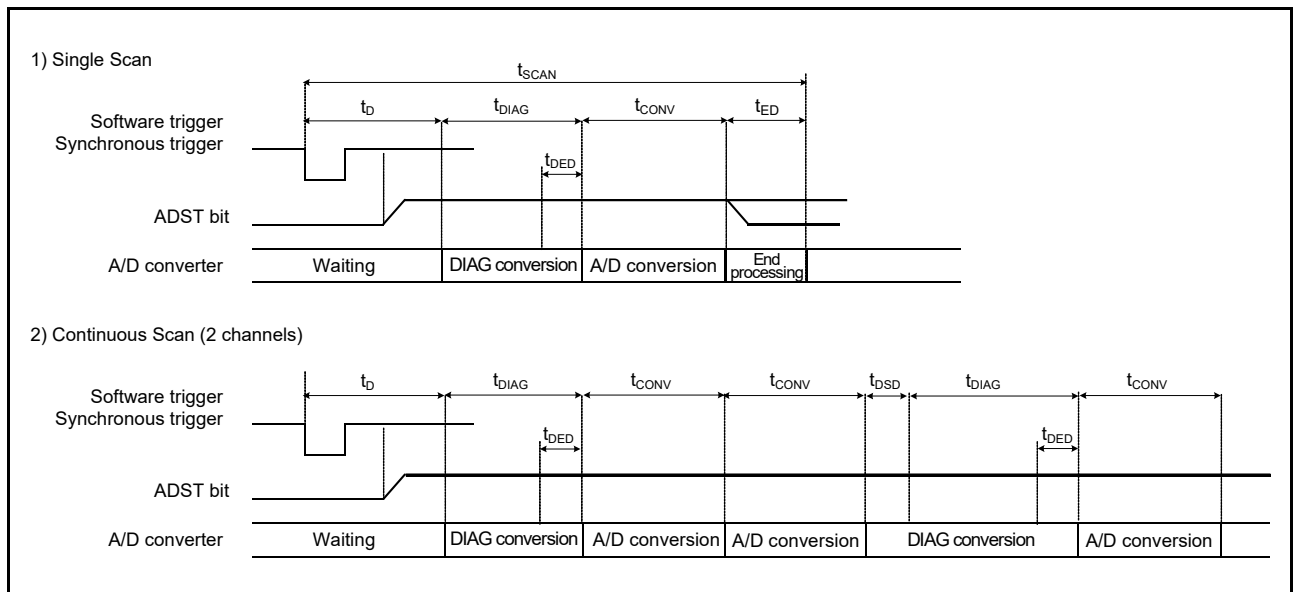 1) Single Scan
tSCAN
tD tDIAG tCONV tED
Software trigger
Synchronous trigger
tDED
ADST bit
A/D converter Waiting DIAG conversion A/D conversion End processing
2) Continuous Scan (2 channels)
tD tDIAG tCONV tCONV tDSD tDIAG tCONV
Software trigger
Synchronous trigger
tDED tDED
ADST bit
A/D converter Waiting DIAG conversion A/D conversion A/D conversion DIAG conversion A/D conversion